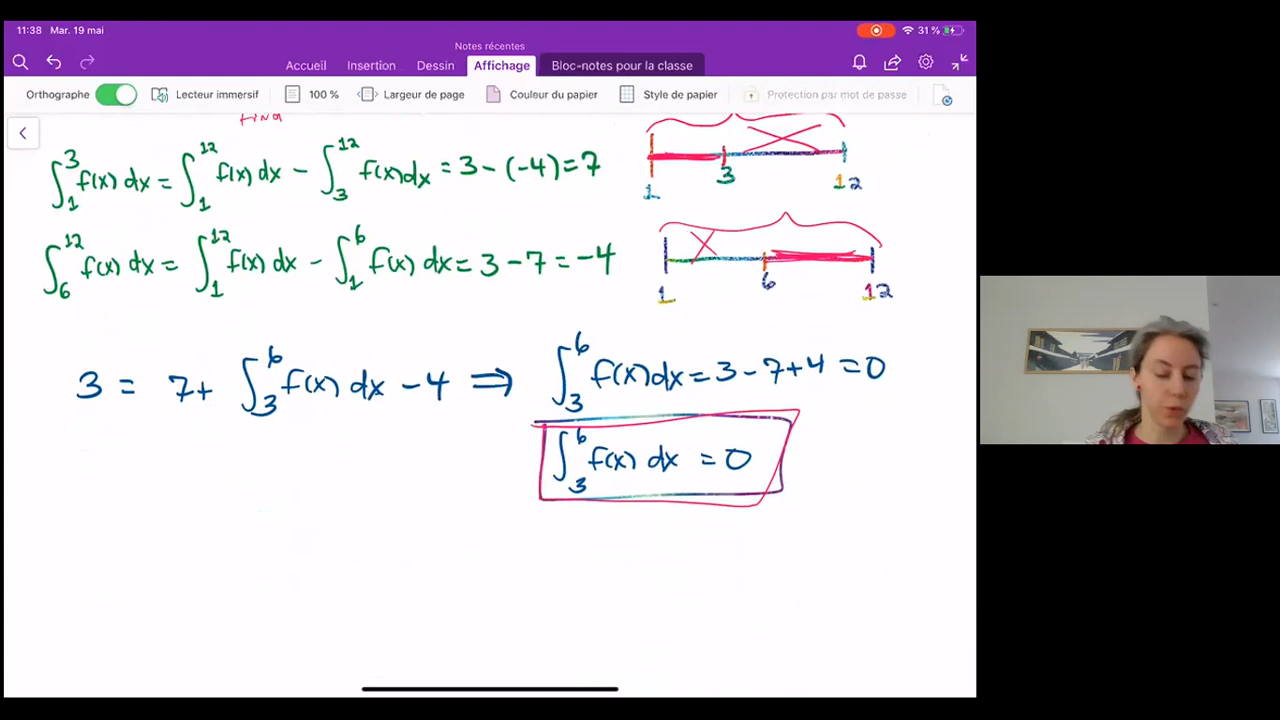 11:38 Mar. 19 mai
31 %
Notes récentes
Accueil Insertion Dessin Affichage Bloc-notes pour la classe
Orthographe Lecteur immersif 100 % Largeur de page Couleur du papier Style de papier Protection par mot de passe
∫₁³ f(x) dx = ∫₁¹² f(x) dx − ∫₃¹² f(x) dx = 3 − (−4) = 7
1 3 12
∫₆¹² f(x) dx = ∫₁¹² f(x) dx − ∫₁⁶ f(x) dx = 3 − 7 = −4
1 6 12
3 = 7 + ∫₃⁶ f(x) dx − 4 ⇒ ∫₃⁶ f(x) dx = 3 − 7 + 4 = 0
∫₃⁶ f(x) dx = 0